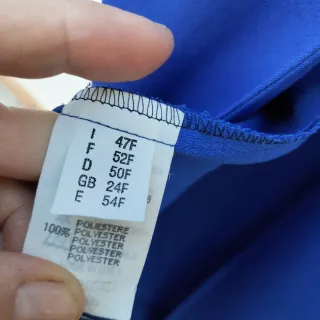 I 47F
F 52F
D 50F
GB 24F
E 54F
POLIESTERE
100% POLYESTER
POLYESTER
POLYESTER
POLYESTER